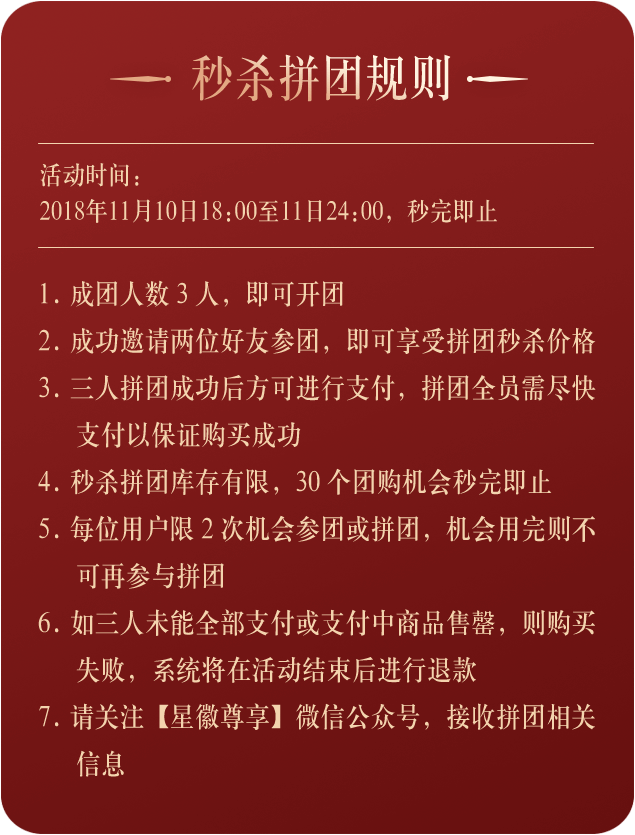 秒杀拼团规则
活动时间：
2018年11月10日18:00至11日24:00，秒完即止
1. 成团人数 3 人，即可开团
2. 成功邀请两位好友参团，即可享受拼团秒杀价格
3. 三人拼团成功后方可进行支付，拼团全员需尽快
支付以保证购买成功
4. 秒杀拼团库存有限，30 个团购机会秒完即止
5. 每位用户限 2 次机会参团或拼团，机会用完则不
可再参与拼团
6. 如三人未能全部支付或支付中商品售罄，则购买
失败，系统将在活动结束后进行退款
7. 请关注【星徽尊享】微信公众号，接收拼团相关
信息